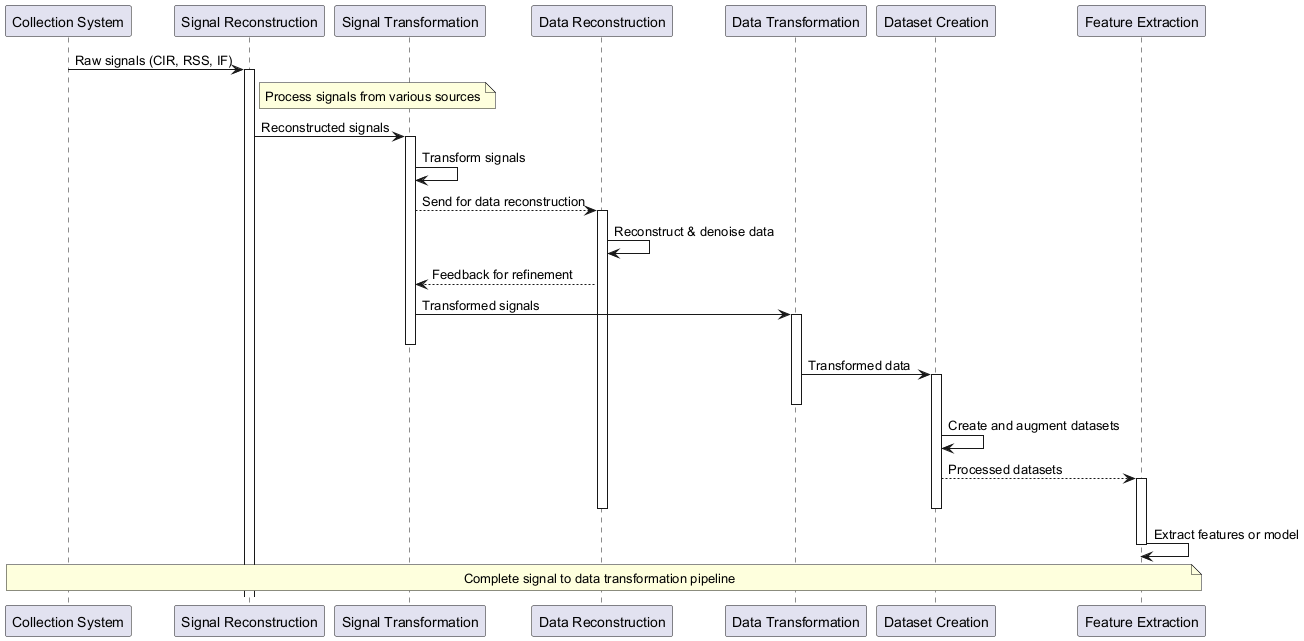 Collection System
Signal Reconstruction
Signal Transformation
Data Reconstruction
Data Transformation
Dataset Creation
Feature Extraction
Raw signals (CIR, RSS, IF)
Process signals from various sources
Reconstructed signals
Transform signals
Send for data reconstruction
Reconstruct & denoise data
Feedback for refinement
Transformed signals
Transformed data
Create and augment datasets
Processed datasets
Extract features or model
Complete signal to data transformation pipeline
Collection System
Signal Reconstruction
Signal Transformation
Data Reconstruction
Data Transformation
Dataset Creation
Feature Extraction